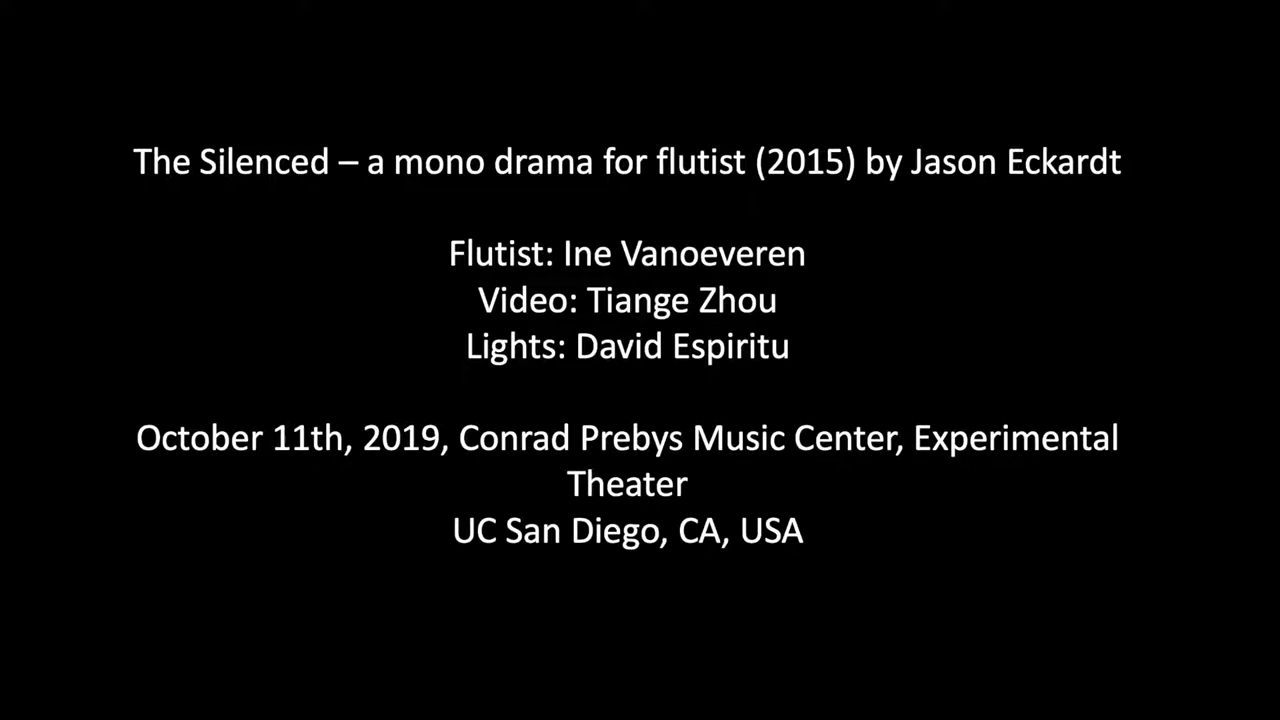 The Silenced – a mono drama for flutist (2015) by Jason Eckardt
Flutist: Ine Vanoeveren
Video: Tiange Zhou
Lights: David Espiritu
October 11th, 2019, Conrad Prebys Music Center, Experimental
Theater
UC San Diego, CA, USA